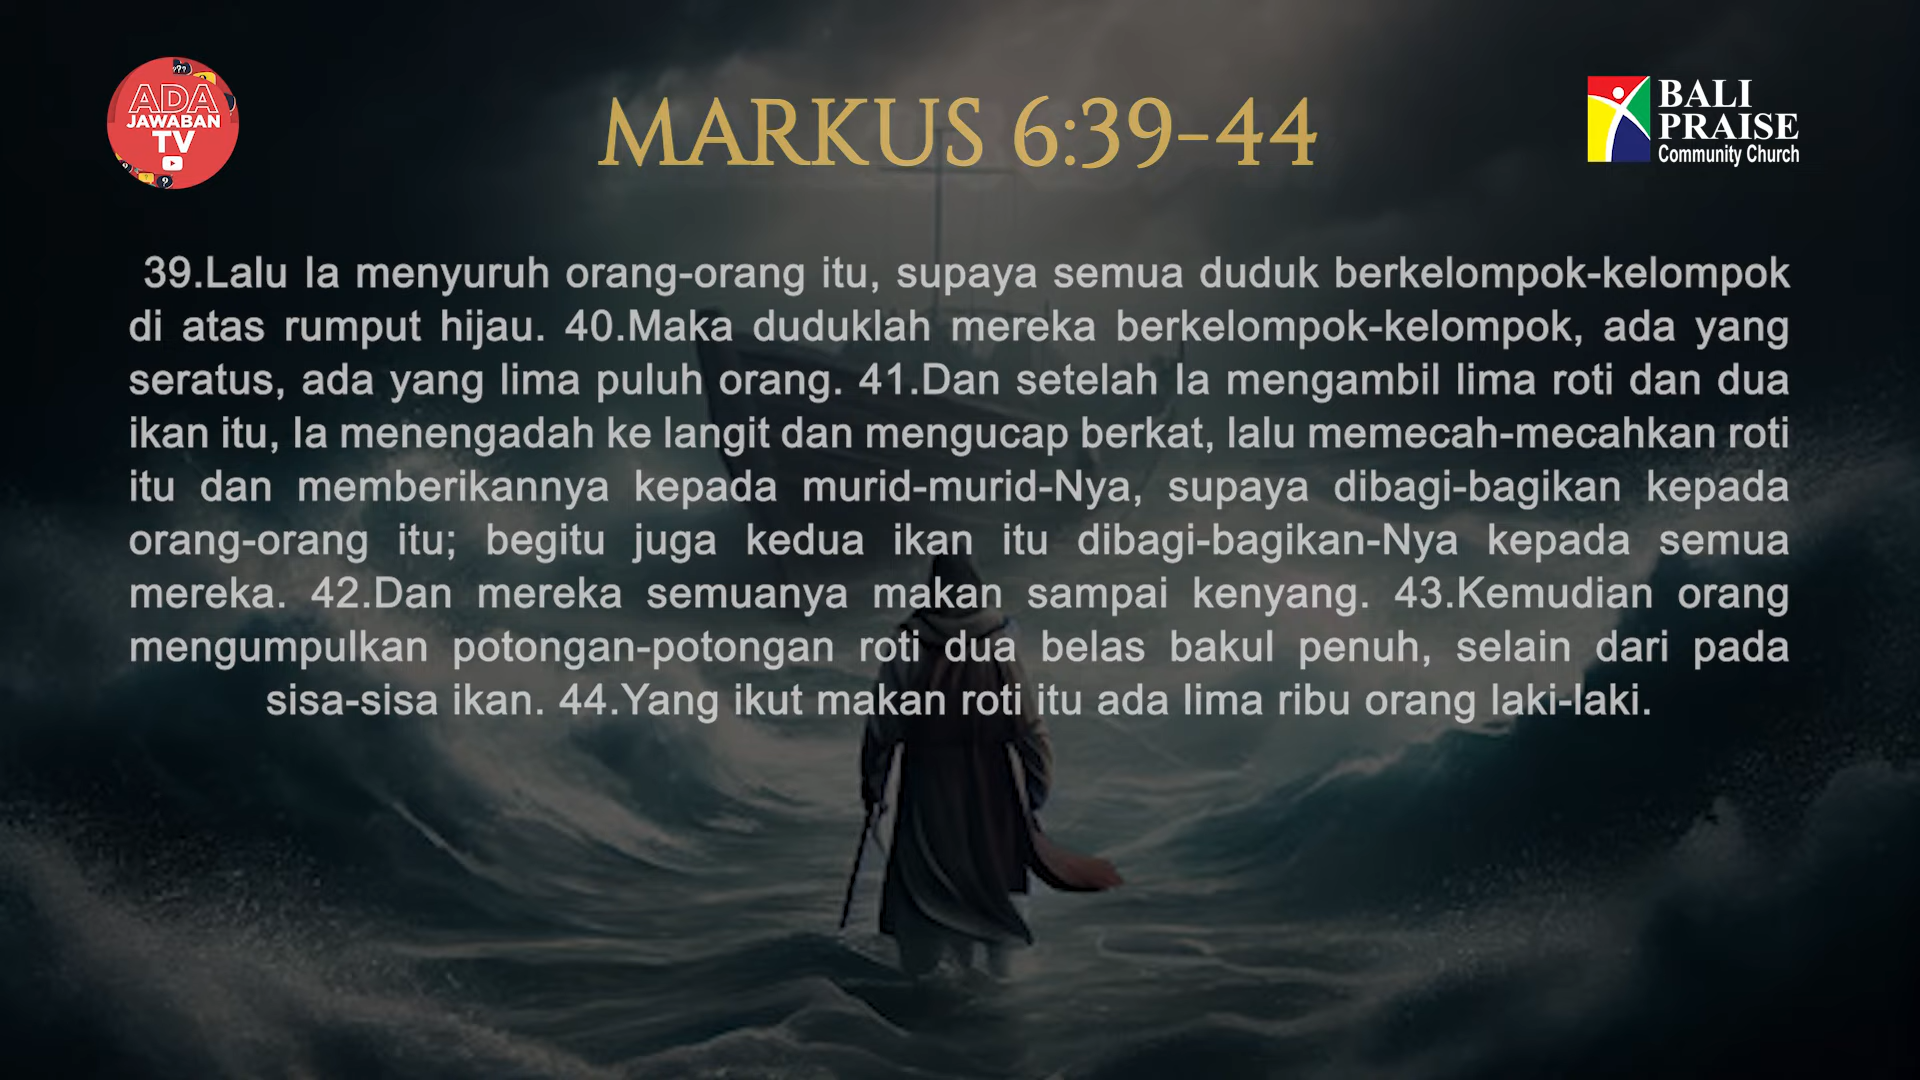 ADA
JAWABAN
TV
MARKUS 6:39-44
BALI
PRAISE
Community Church
39.Lalu Ia menyuruh orang-orang itu, supaya semua duduk berkelompok-kelompok
di atas rumput hijau. 40.Maka duduklah mereka berkelompok-kelompok, ada yang
seratus, ada yang lima puluh orang. 41.Dan setelah Ia mengambil lima roti dan dua
ikan itu, Ia menengadah ke langit dan mengucap berkat, lalu memecah-mecahkan roti
itu dan memberikannya kepada murid-murid-Nya, supaya dibagi-bagikan kepada
orang-orang itu; begitu juga kedua ikan itu dibagi-bagikan-Nya kepada semua
mereka. 42.Dan mereka semuanya makan sampai kenyang. 43.Kemudian orang
mengumpulkan potongan-potongan roti dua belas bakul penuh, selain dari pada
sisa-sisa ikan. 44.Yang ikut makan roti itu ada lima ribu orang laki-laki.